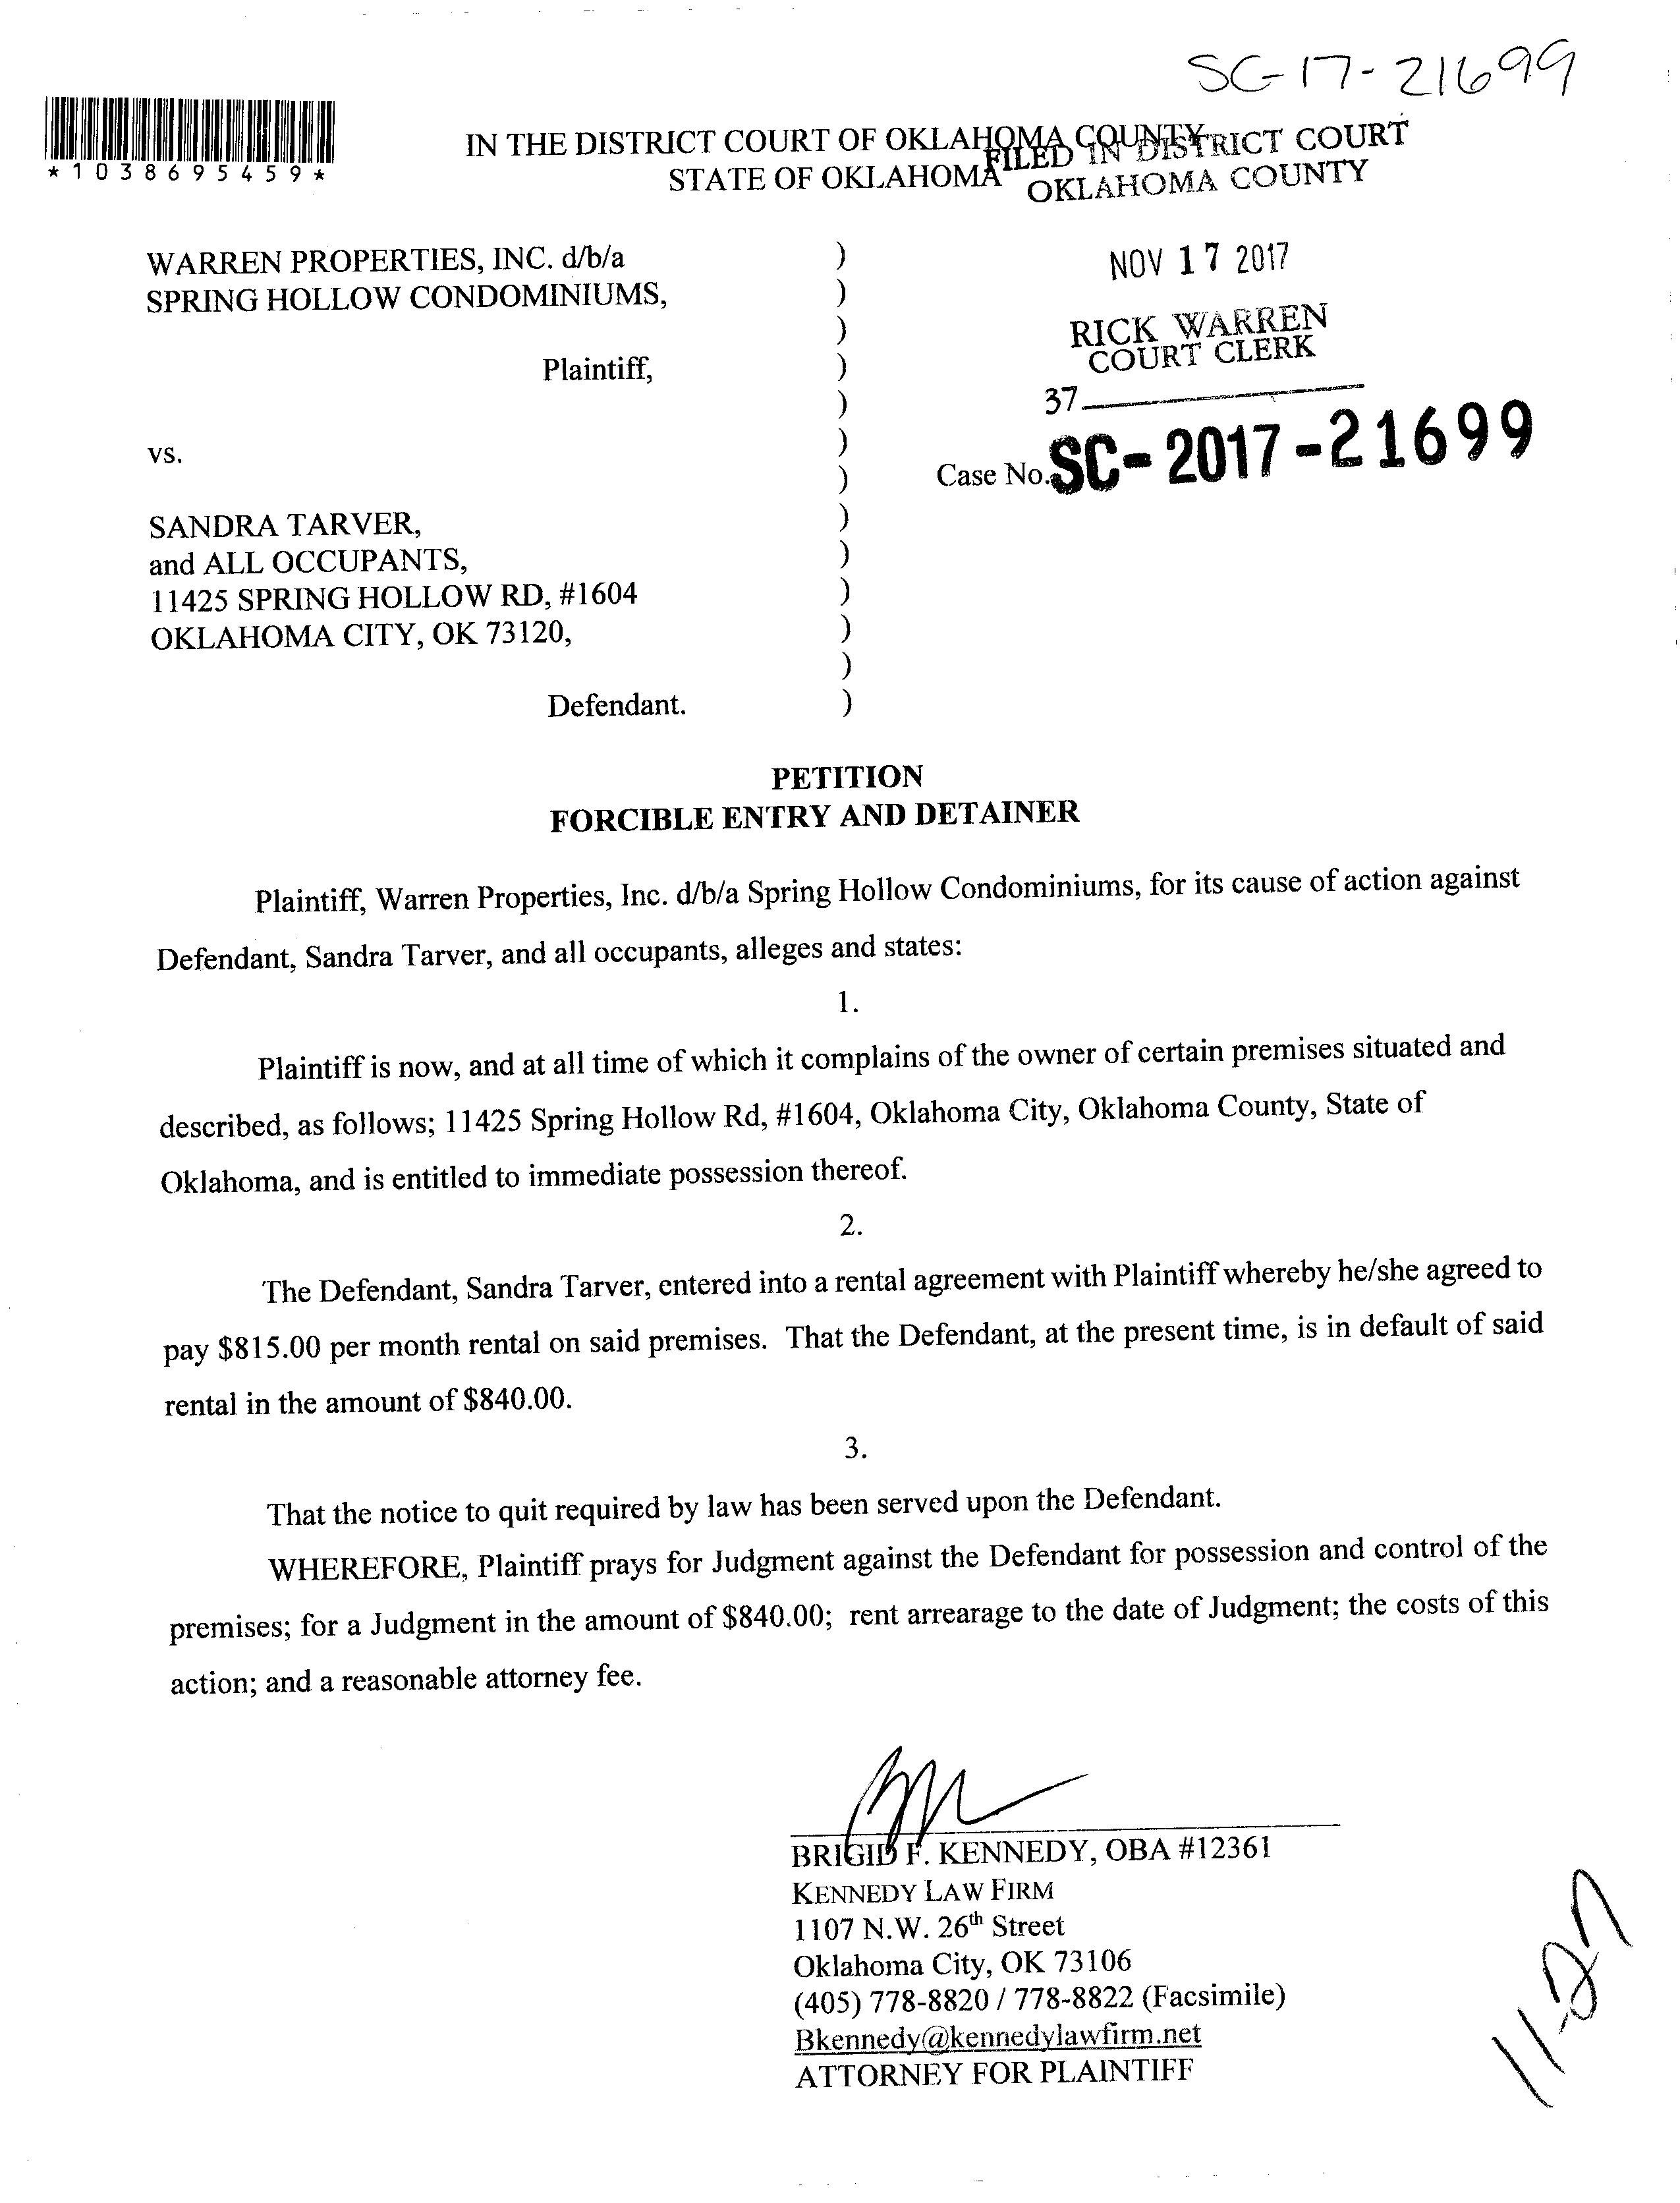 SC-17-21699
*1038695459*
IN THE DISTRICT COURT OF OKLAHOMA COUNTY
STATE OF OKLAHOMA
FILED IN DISTRICT COURT
OKLAHOMA COUNTY
WARREN PROPERTIES, INC. d/b/a )
SPRING HOLLOW CONDOMINIUMS, )
)
Plaintiff, )
)
vs. )
)
SANDRA TARVER, )
and ALL OCCUPANTS, )
11425 SPRING HOLLOW RD, #1604 )
OKLAHOMA CITY, OK 73120, )
)
Defendant. )
NOV 17 2017
RICK WARREN
COURT CLERK
37
Case No. SC-2017-21699
PETITION
FORCIBLE ENTRY AND DETAINER
Plaintiff, Warren Properties, Inc. d/b/a Spring Hollow Condominiums, for its cause of action against
Defendant, Sandra Tarver, and all occupants, alleges and states:
1.
Plaintiff is now, and at all time of which it complains of the owner of certain premises situated and
described, as follows; 11425 Spring Hollow Rd, #1604, Oklahoma City, Oklahoma County, State of
Oklahoma, and is entitled to immediate possession thereof.
2.
The Defendant, Sandra Tarver, entered into a rental agreement with Plaintiff whereby he/she agreed to
pay $815.00 per month rental on said premises. That the Defendant, at the present time, is in default of said
rental in the amount of $840.00.
3.
That the notice to quit required by law has been served upon the Defendant.
WHEREFORE, Plaintiff prays for Judgment against the Defendant for possession and control of the
premises; for a Judgment in the amount of $840.00; rent arrearage to the date of Judgment; the costs of this
action; and a reasonable attorney fee.
BRIGID F. KENNEDY, OBA #12361
KENNEDY LAW FIRM
1107 N.W. 26th Street
Oklahoma City, OK 73106
(405) 778-8820 / 778-8822 (Facsimile)
Bkennedy@kennedylawfirm.net
ATTORNEY FOR PLAINTIFF
11-27